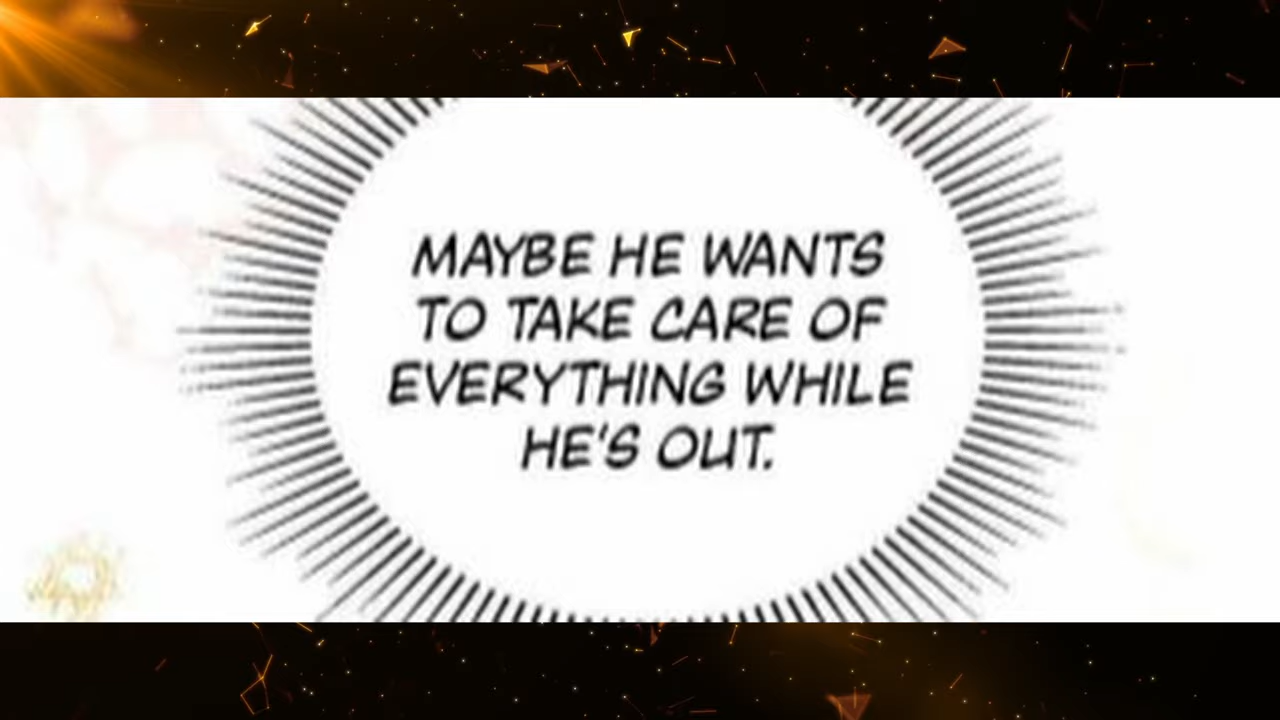 MAYBE HE WANTS
TO TAKE CARE OF
EVERYTHING WHILE
HE'S OUT.